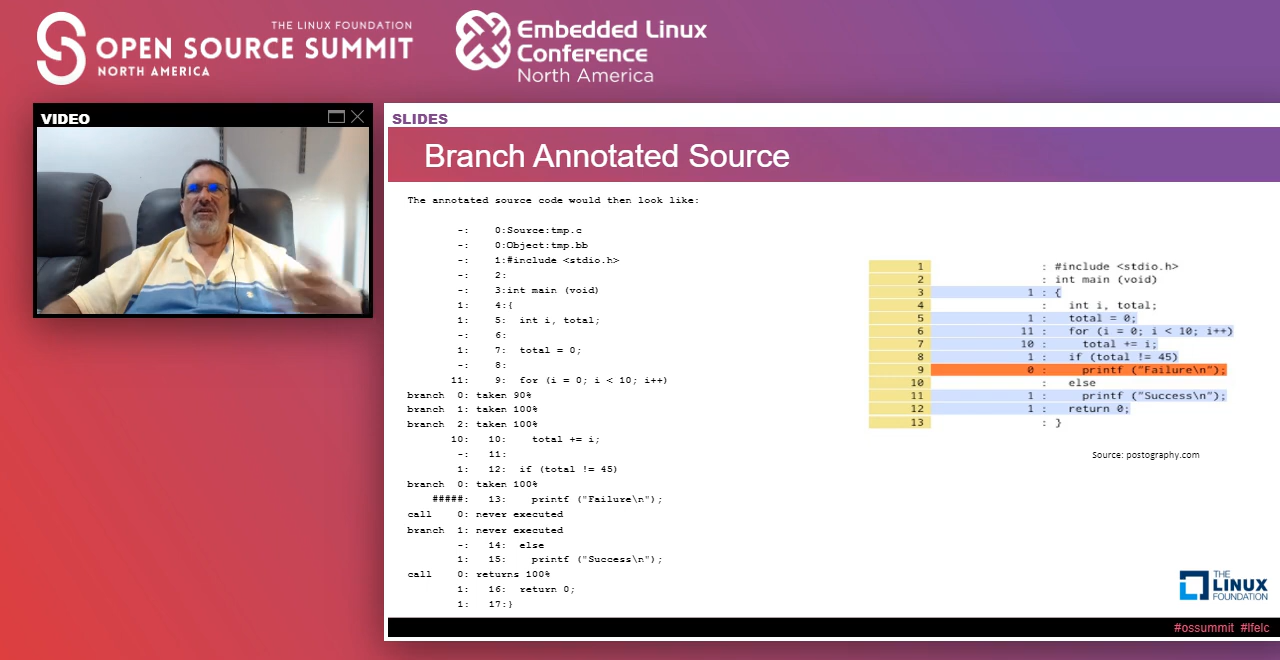 THE LINUX FOUNDATION
OPEN SOURCE SUMMIT
NORTH AMERICA
Embedded Linux
Conference
North America
VIDEO
SLIDES
Branch Annotated Source
The annotated source code would then look like:
-: 0:Source:tmp.c
-: 0:Object:tmp.bb
-: 1:#include <stdio.h>
-: 2:
-: 3:int main (void)
1: 4:{
1: 5: int i, total;
-: 6:
1: 7: total = 0;
-: 8:
11: 9: for (i = 0; i < 10; i++)
branch 0: taken 90%
branch 1: taken 100%
branch 2: taken 100%
10: 10: total += i;
-: 11:
1: 12: if (total != 45)
branch 0: taken 100%
#####: 13: printf ("Failure\n");
call 0: never executed
branch 1: never executed
-: 14: else
1: 15: printf ("Success\n");
call 0: returns 100%
1: 16: return 0;
1: 17:}
1 : #include <stdio.h>
2 : int main (void)
3 1 : {
4 : int i, total;
5 1 : total = 0;
6 11 : for (i = 0; i < 10; i++)
7 10 : total += i;
8 1 : if (total != 45)
9 0 : printf ("Failure\n");
10 : else
11 1 : printf ("Success\n");
12 1 : return 0;
13 : }
Source: postography.com
THE
LINUX
FOUNDATION
#ossummit #lfelc